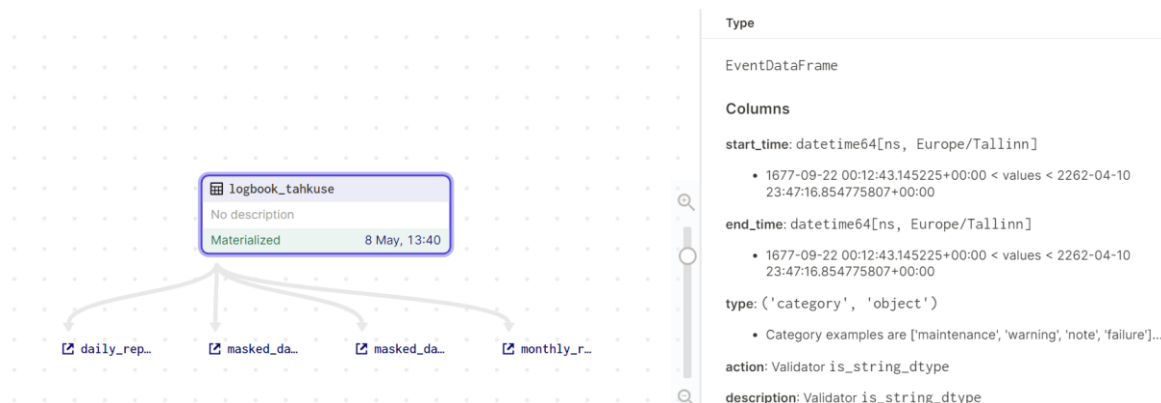 logbook_tahkuse
No description
Materialized 8 May, 13:40
daily_rep… masked_da… masked_da… monthly_r…
Type
EventDataFrame
Columns
start_time: datetime64[ns, Europe/Tallinn]
• 1677-09-22 00:12:43.145225+00:00 < values < 2262-04-10
23:47:16.854775807+00:00
end_time: datetime64[ns, Europe/Tallinn]
• 1677-09-22 00:12:43.145225+00:00 < values < 2262-04-10
23:47:16.854775807+00:00
type: ('category', 'object')
• Category examples are ['maintenance', 'warning', 'note', 'failure']...
action: Validator is_string_dtype
description: Validator is_string_dtype